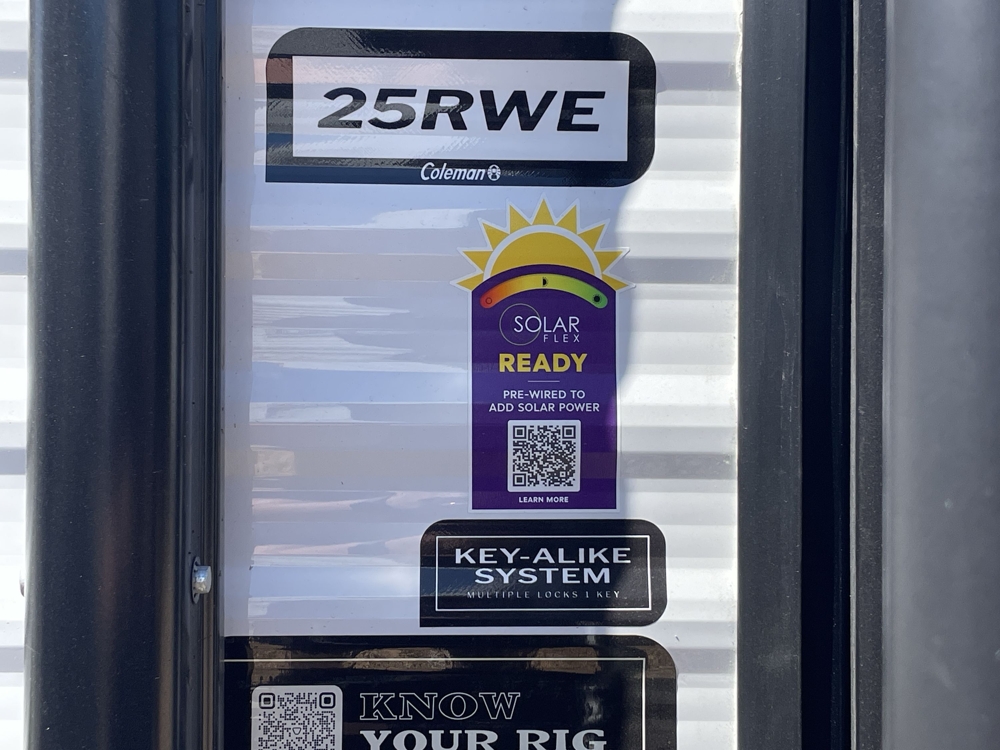 25RWE
Coleman
SOLAR
FLEX
READY
PRE-WIRED TO
ADD SOLAR POWER
LEARN MORE
KEY-ALIKE
SYSTEM
MULTIPLE LOCKS 1 KEY
KNOW
YOUR RIG